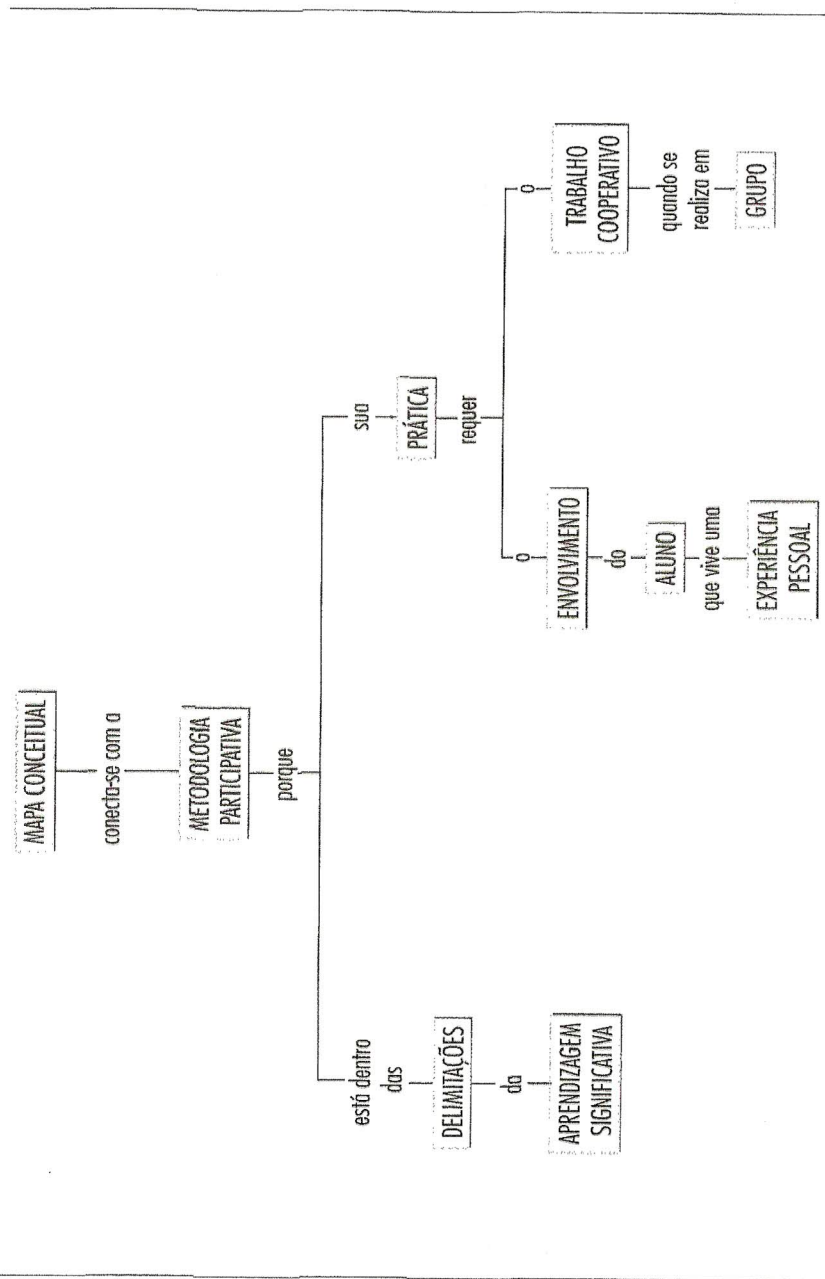 MAPA CONCEITUAL
conecta-se com a
METODOLOGIA
PARTICIPATIVA
porque
está dentro
das
DELIMITAÇÕES
da
APRENDIZAGEM
SIGNIFICATIVA
sua
PRÁTICA
requer
o
ENVOLVIMENTO
do
ALUNO
que vive uma
EXPERIÊNCIA
PESSOAL
o
TRABALHO
COOPERATIVO
quando se
realiza em
GRUPO